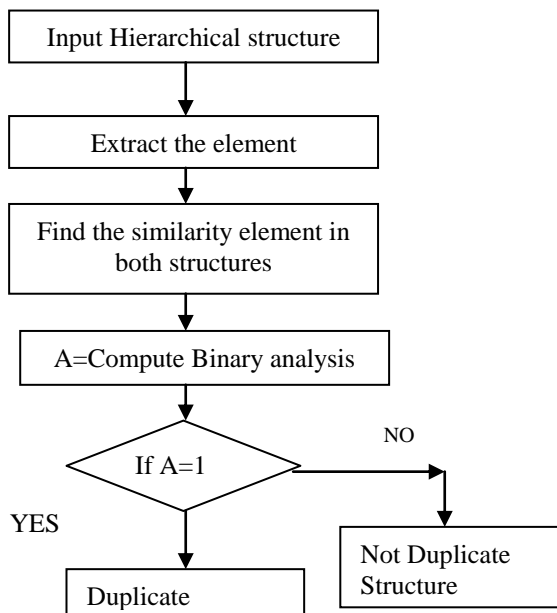 Input Hierarchical structure
Extract the element
Find the similarity element in
both structures
A=Compute Binary analysis
If A=1
NO
YES
Not Duplicate
Structure
Duplicate